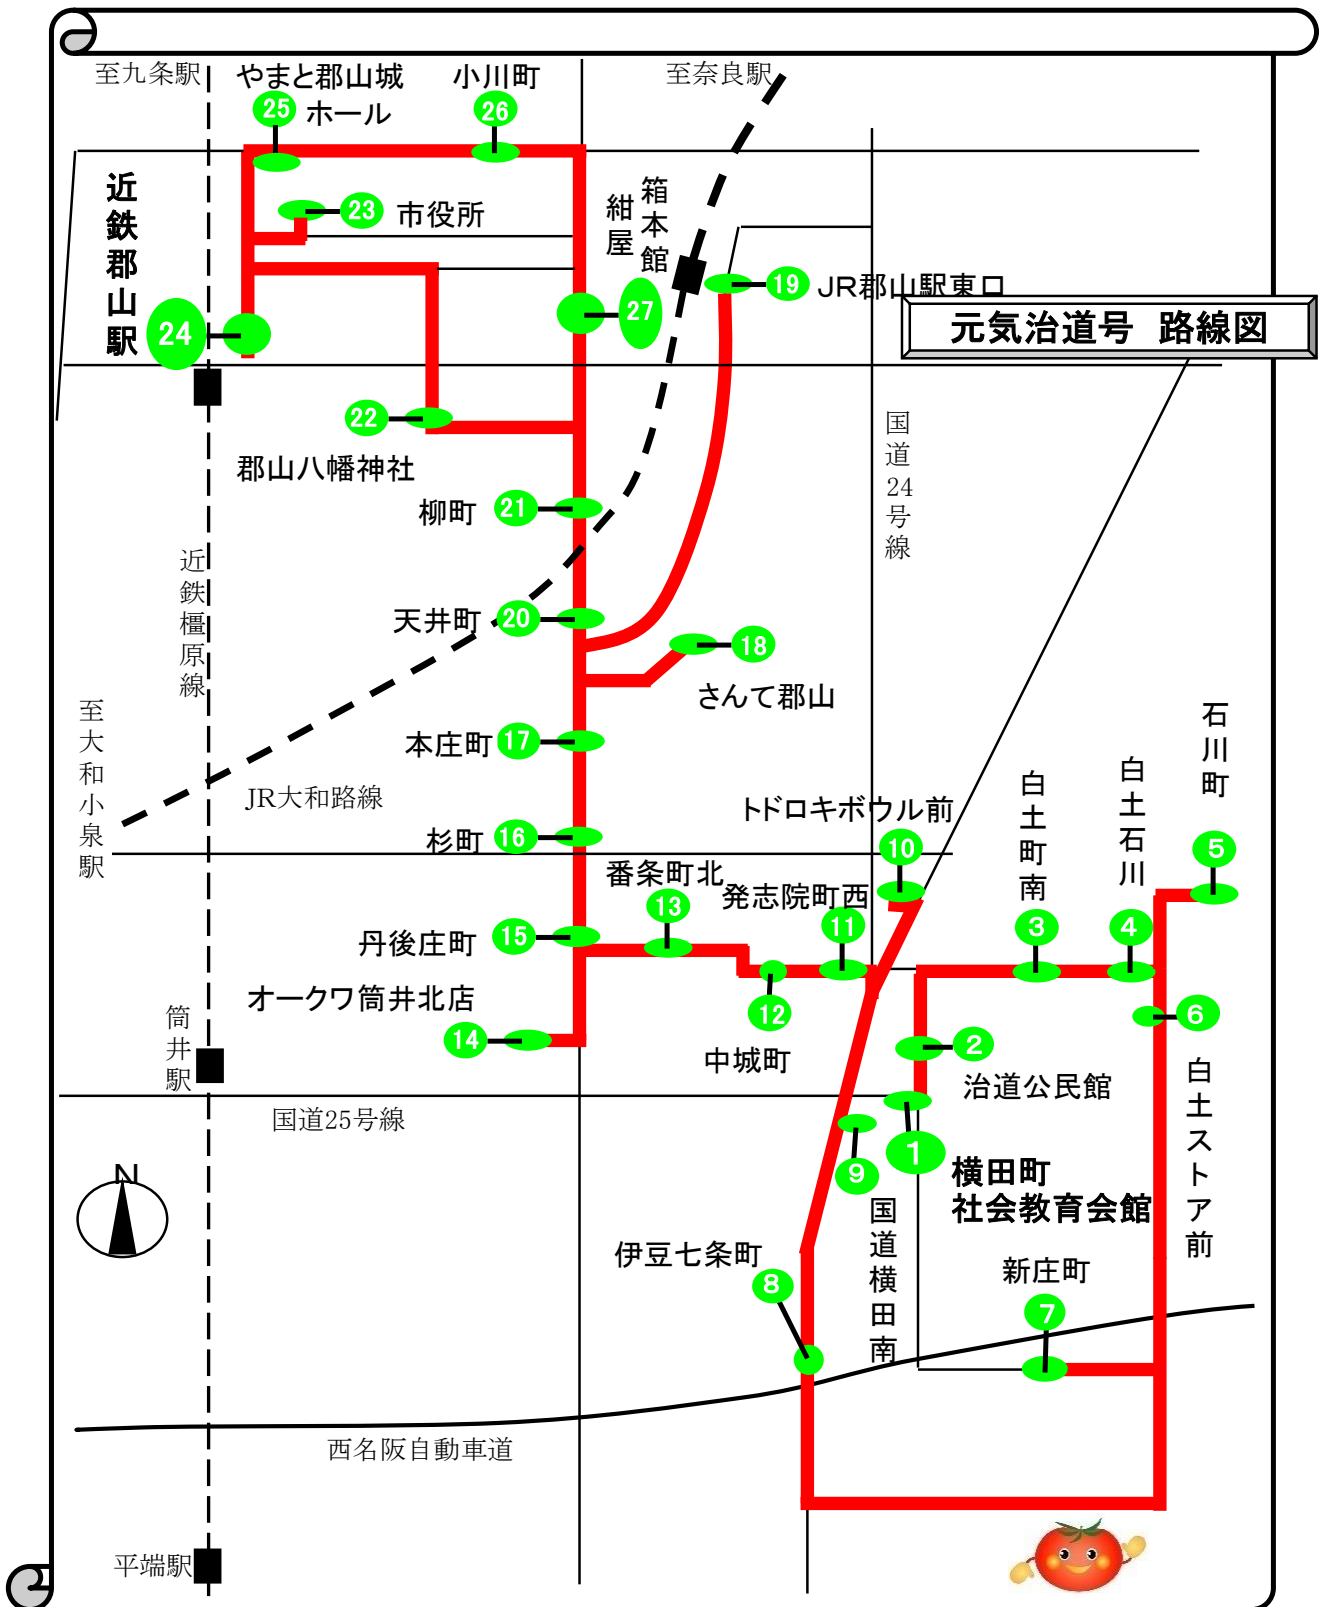 至九条駅
やまと郡山城
ホール
25
小川町
26
至奈良駅
近鉄郡山駅
23
市役所
箱本館
紺屋
19
JR郡山駅東口
元気治道号 路線図
24
27
22
郡山八幡神社
国道24号線
柳町
21
近鉄橿原線
天井町
20
18
さんて郡山
至大和小泉駅
本庄町
17
JR大和路線
石川町
白土石川
白土町南
トドロキボウル前
杉町
16
10
5
番条町北
発志院町西
13
11
3
4
丹後庄町
15
オークワ筒井北店
14
12
中城町
6
2
治道公民館
筒井駅
白土ストア前
国道25号線
1
9
横田町
社会教育会館
N
国道横田南
伊豆七条町
8
新庄町
7
西名阪自動車道
平端駅